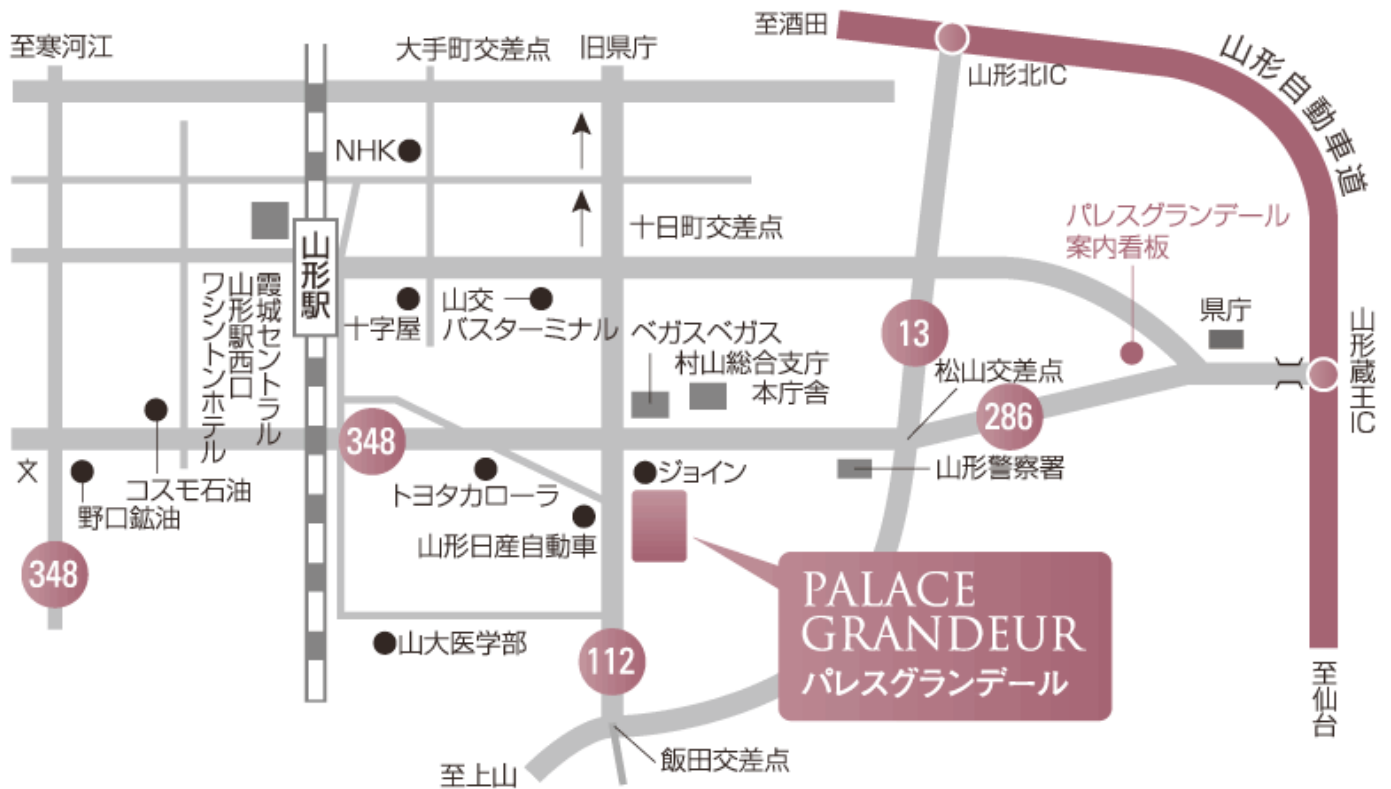 至酒田
至寒河江
大手町交差点
旧県庁
山形自動車道
山形北IC
NHK
十日町交差点
パレスグランデール
案内看板
山形駅
霞城セントラル
山形駅西口
ワシントンホテル
十字屋
山交
バスターミナル
ベガスベガス
村山総合支庁
本庁舎
13
松山交差点
県庁
山形蔵王IC
286
348
文
野口鉱油
コスモ石油
トヨタカローラ
ジョイン
山形警察署
山形日産自動車
348
PALACE
GRANDEUR
パレスグランデール
山大医学部
112
至仙台
飯田交差点
至上山